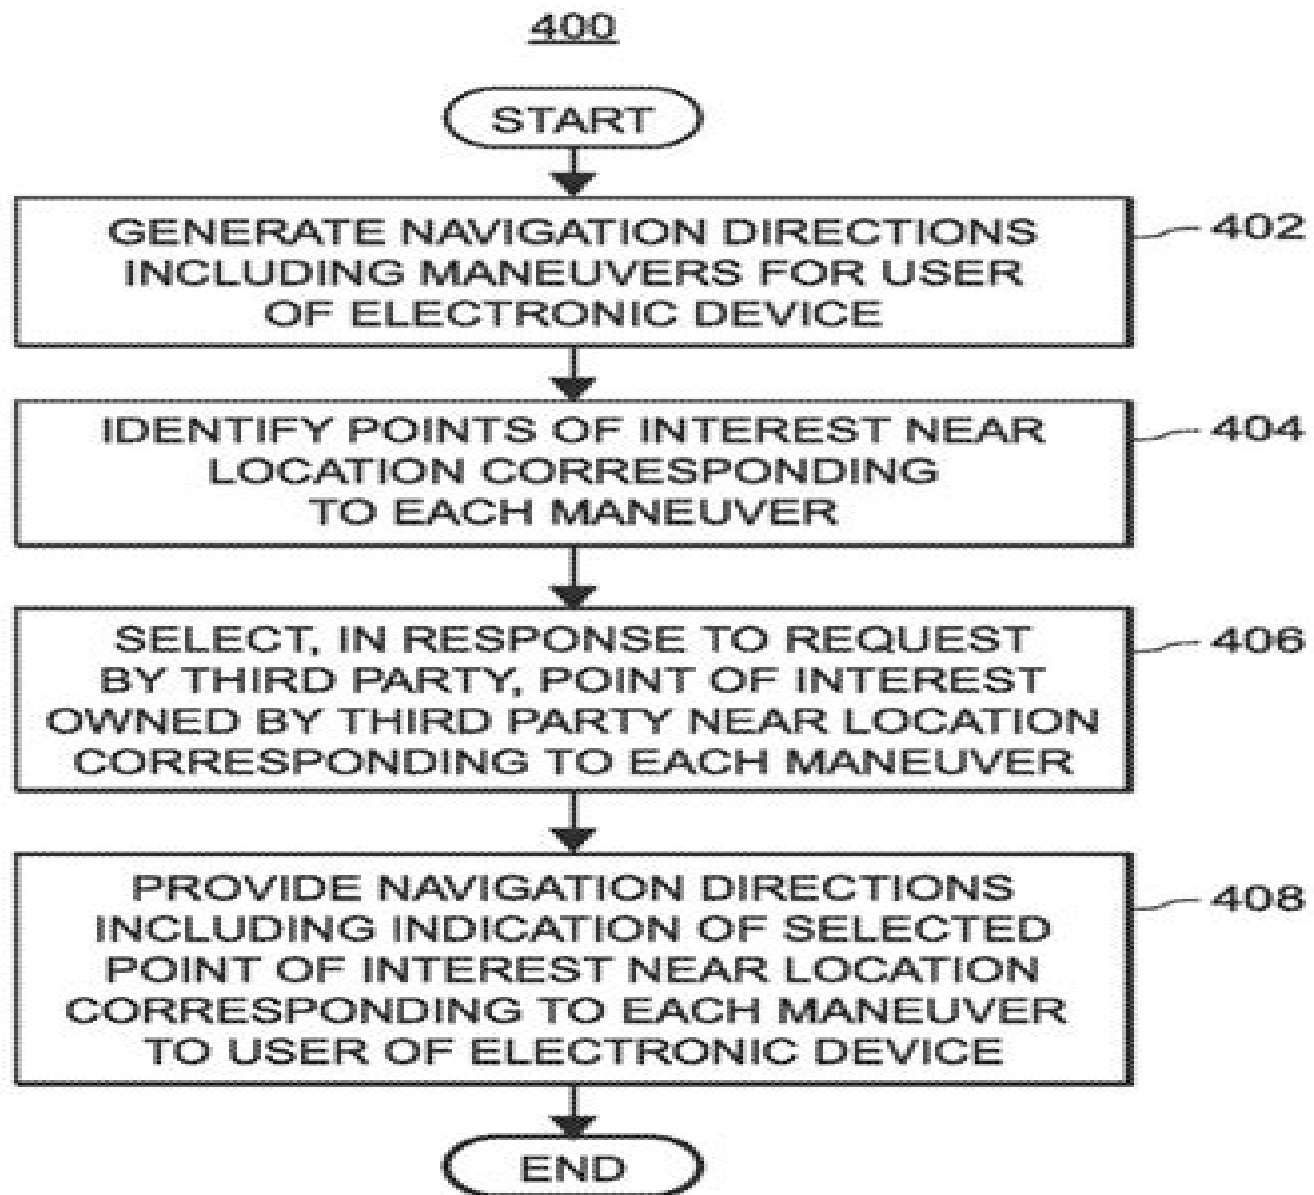 400
START
GENERATE NAVIGATION DIRECTIONS
INCLUDING MANEUVERS FOR USER
OF ELECTRONIC DEVICE
402
IDENTIFY POINTS OF INTEREST NEAR
LOCATION CORRESPONDING
TO EACH MANEUVER
404
SELECT, IN RESPONSE TO REQUEST
BY THIRD PARTY, POINT OF INTEREST
OWNED BY THIRD PARTY NEAR LOCATION
CORRESPONDING TO EACH MANEUVER
406
PROVIDE NAVIGATION DIRECTIONS
INCLUDING INDICATION OF SELECTED
POINT OF INTEREST NEAR LOCATION
CORRESPONDING TO EACH MANEUVER
TO USER OF ELECTRONIC DEVICE
408
END